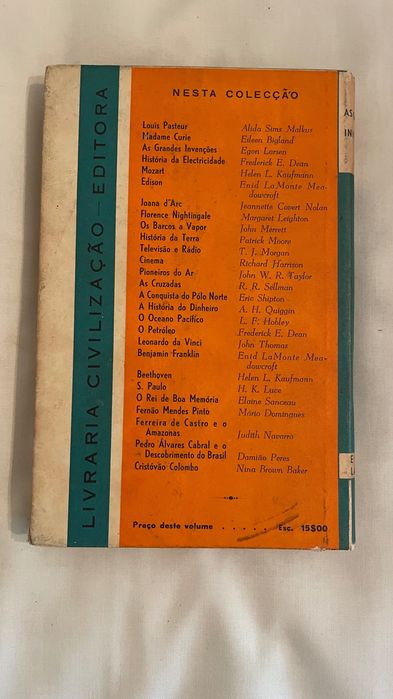 LIVRARIA CIVILIZAÇÃO — EDITORA
NESTA COLECÇÃO
Louis Pasteur Alida Sims Malkus
Madame Curie Eileen Bigland
As Grandes Invenções Egon Larsen
História da Electricidade Frederick E. Dean
Mozart Helen L. Kaufmann
Edison Enid LaMonte Mea-
dowcroft
Joana d'Arc Jeannette Covert Nolan
Florence Nightingale Margaret Leighton
Os Barcos a Vapor John Merrett
História da Terra Patrick Moore
Televisão e Rádio T. J. Morgan
Cinema Richard Harrison
Pioneiros do Ar John W. R. Taylor
As Cruzadas R. R. Sellman
A Conquista do Pólo Norte Eric Shipton
A História do Dinheiro A. H. Quiggin
O Oceano Pacífico L. F. Hobley
O Petróleo Frederick E. Dean
Leonardo da Vinci John Thomas
Benjamin Franklin Enid LaMonte Mea-
dowcroft
Beethoven Helen L. Kaufmann
S. Paulo H. K. Luce
O Rei de Boa Memória Elaine Sanceau
Fernão Mendes Pinto Mário Domingues
Ferreira de Castro e o
Amazonas Judith Navarro
Pedro Álvares Cabral e o
Descobrimento do Brasil Damião Peres
Cristóvão Colombo Nina Brown Baker
Preço deste volume . . . . . Esc. 15$00